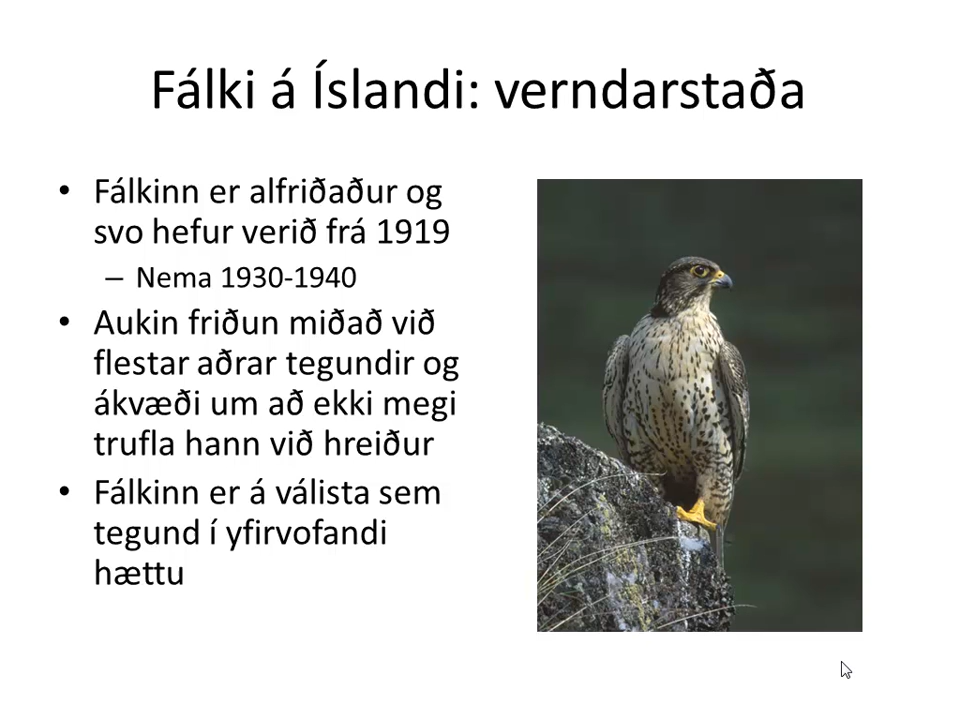 Fálki á Íslandi: verndarstaða
• Fálkinn er alfriðaður og
svo hefur verið frá 1919
– Nema 1930-1940
• Aukin friðun miðað við
flestar aðrar tegundir og
ákvæði um að ekki megi
trufla hann við hreiður
• Fálkinn er á válista sem
tegund í yfirvofandi
hættu